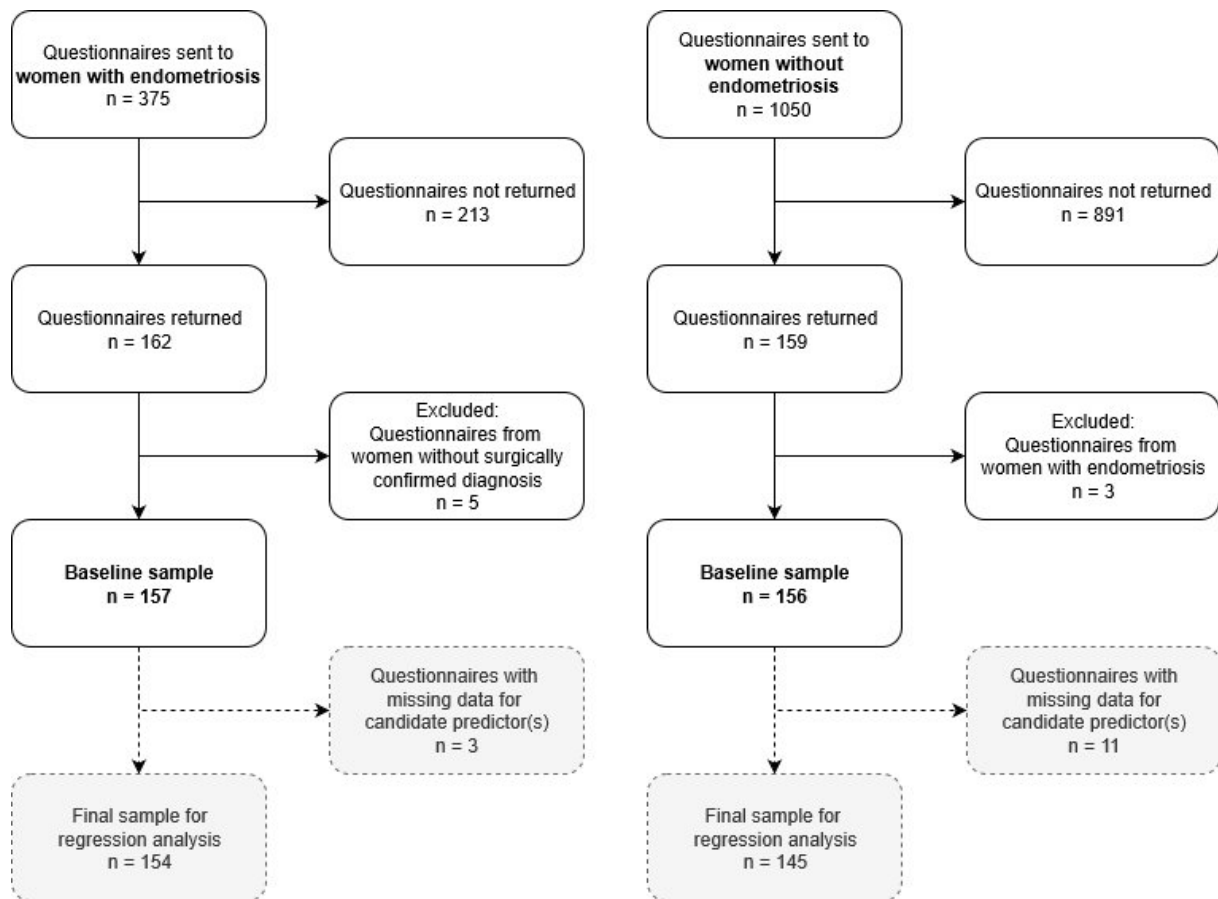 Questionnaires sent to
women with endometriosis
n = 375
Questionnaires not returned
n = 213
Questionnaires returned
n = 162
Excluded:
Questionnaires from
women without surgically
confirmed diagnosis
n = 5
Baseline sample
n = 157
Questionnaires with
missing data for
candidate predictor(s)
n = 3
Final sample for
regression analysis
n = 154
Questionnaires sent to
women without
endometriosis
n = 1050
Questionnaires not returned
n = 891
Questionnaires returned
n = 159
Excluded:
Questionnaires from
women with endometriosis
n = 3
Baseline sample
n = 156
Questionnaires with
missing data for
candidate predictor(s)
n = 11
Final sample for
regression analysis
n = 145